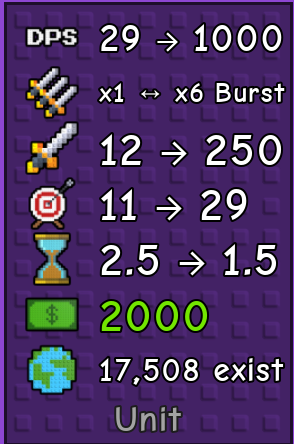 DPS 29 → 1000
x1 ↔ x6 Burst
12 → 250
11 → 29
2.5 → 1.5
$ 2000
17,508 exist
Unit